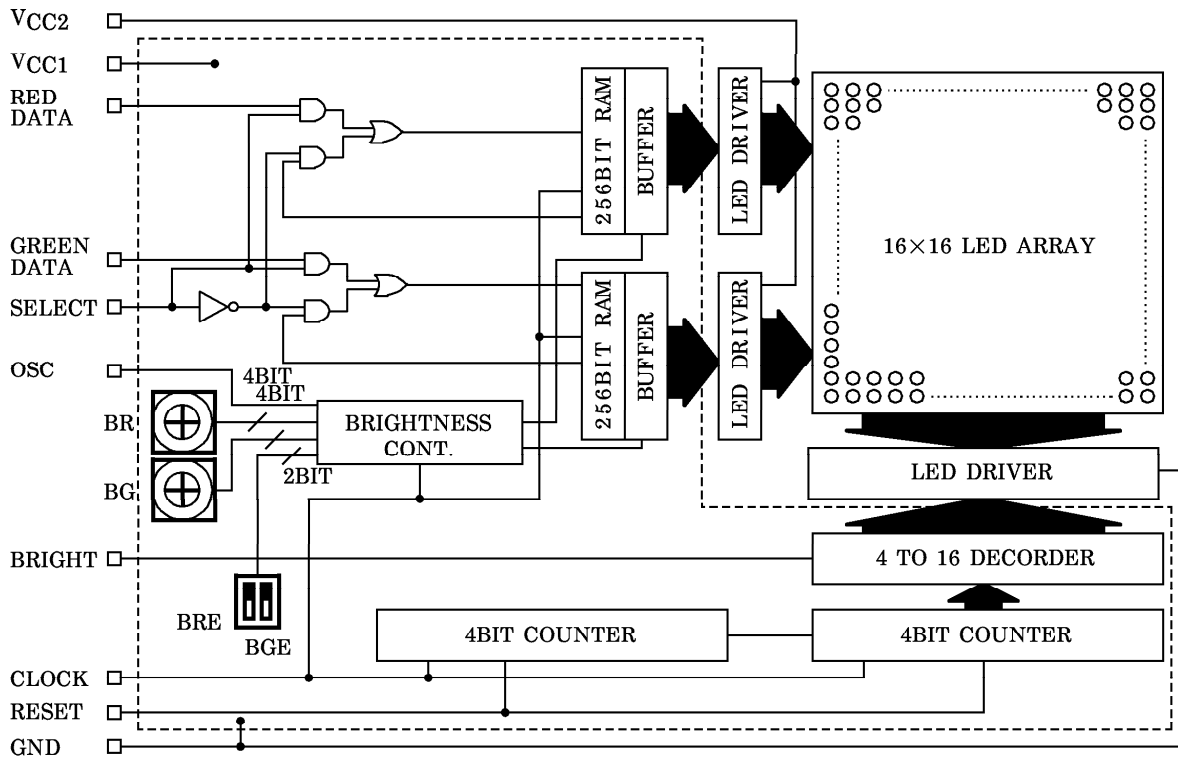 VCC2
VCC1
RED
DATA
256BIT RAM
BUFFER
LED DRIVER
GREEN
DATA
16×16 LED ARRAY
SELECT
256BIT RAM
BUFFER
LED DRIVER
OSC
4BIT
4BIT
BR
BRIGHTNESS
CONT.
2BIT
BG
LED DRIVER
BRIGHT
4 TO 16 DECORDER
BRE
BGE
4BIT COUNTER
4BIT COUNTER
CLOCK
RESET
GND